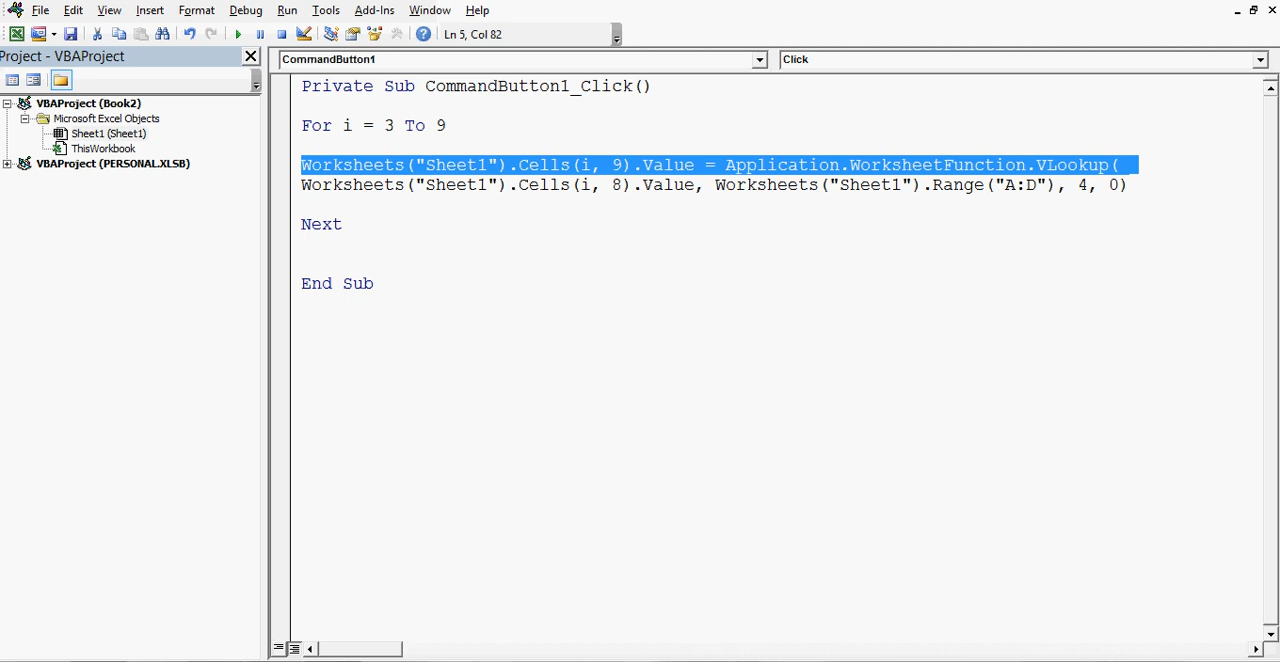 File Edit View Insert Format Debug Run Tools Add-Ins Window Help
Ln 5, Col 82
Project - VBAProject
CommandButton1 Click
VBAProject (Book2)
Microsoft Excel Objects
Sheet1 (Sheet1)
ThisWorkbook
VBAProject (PERSONAL.XLSB)
Private Sub CommandButton1_Click()
For i = 3 To 9
Worksheets("Sheet1").Cells(i, 9).Value = Application.WorksheetFunction.VLookup(
Worksheets("Sheet1").Cells(i, 8).Value, Worksheets("Sheet1").Range("A:D"), 4, 0)
Next
End Sub